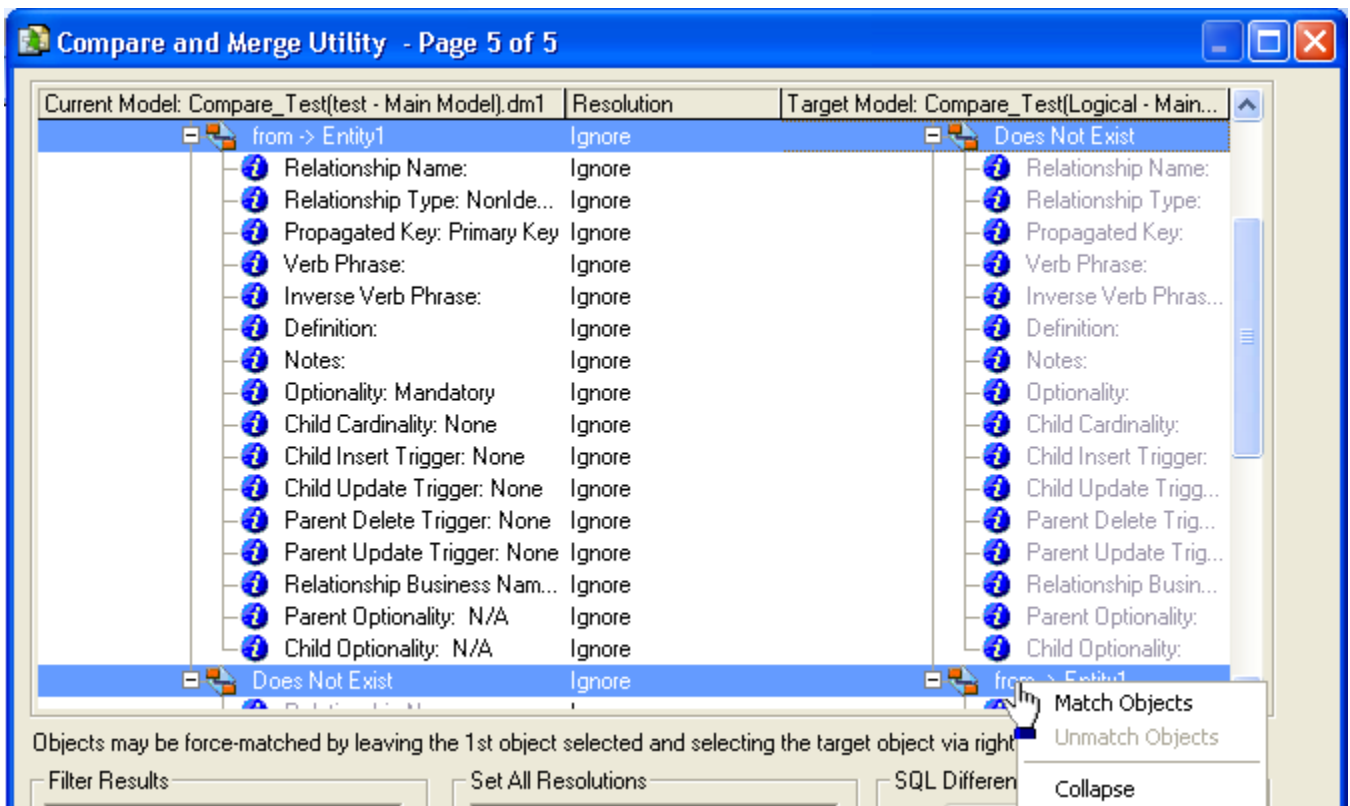 Compare and Merge Utility - Page 5 of 5
Current Model: Compare_Test(test - Main Model).dm1 Resolution Target Model: Compare_Test(Logical - Main...
from -> Entity1 Ignore Does Not Exist
Relationship Name: Ignore Relationship Name:
Relationship Type: NonIde... Ignore Relationship Type:
Propagated Key: Primary Key Ignore Propagated Key:
Verb Phrase: Ignore Verb Phrase:
Inverse Verb Phrase: Ignore Inverse Verb Phras...
Definition: Ignore Definition:
Notes: Ignore Notes:
Optionality: Mandatory Ignore Optionality:
Child Cardinality: None Ignore Child Cardinality:
Child Insert Trigger: None Ignore Child Insert Trigger:
Child Update Trigger: None Ignore Child Update Trigg...
Parent Delete Trigger: None Ignore Parent Delete Trig...
Parent Update Trigger: None Ignore Parent Update Trig...
Relationship Business Nam... Ignore Relationship Busin...
Parent Optionality: N/A Ignore Parent Optionality:
Child Optionality: N/A Ignore Child Optionality:
Does Not Exist Ignore from -> Entity1
Match Objects
Unmatch Objects
Collapse
Objects may be force-matched by leaving the 1st object selected and selecting the target object via right
Filter Results Set All Resolutions SQL Differen